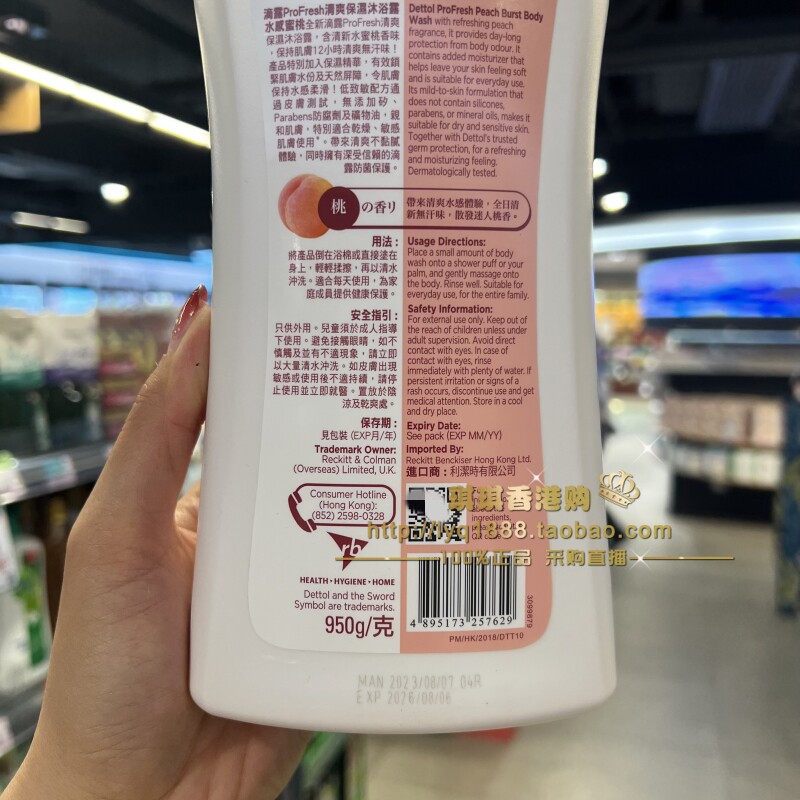 滴露ProFresh清爽保濕沐浴露
水感蜜桃全新滴露ProFresh清爽
保濕沐浴露，含清新水蜜桃香味
，保持肌膚12小時清爽無汗味！
產品特別加入保濕精華，有效鎖
緊肌膚水份及天然屏障，令肌膚
保持水感柔滑！低致敏配方通
過皮膚測試，無添加矽、
Parabens防腐劑及礦物油，親
和肌膚，特別適合乾燥、敏感
肌膚使用*。帶來清爽不黏膩
體驗，同時擁有深受信賴的滴
露防菌保護。
Dettol ProFresh Peach Burst Body
Wash with refreshing peach
fragrance, it provides day-long
protection from body odour. It
contains added moisturizer that
helps leave your skin feeling soft
and is suitable for everyday use.
Its mild-to-skin formulation that
does not contain silicones,
parabens, or mineral oils, makes it
suitable for dry and sensitive skin.
Together with Dettol's trusted
germ protection, for a refreshing
and moisturizing feeling.
Dermatologically tested.
桃の香り
帶來清爽水感體驗，全日清
新無汗味，散發迷人桃香。
用法：
將產品倒在浴棉或直接塗在
身上，輕輕揉擦，再以清水
沖洗。適合每天使用，為家
庭成員提供健康保護。
Usage Directions:
Place a small amount of body
wash onto a shower puff or your
palm, and gently massage onto
the body. Rinse well. Suitable for
everyday use, for the entire family.
安全指引：
只供外用。兒童須於成人指導
下使用。避免接觸眼睛，如不
慎觸及並有不適現象，請立即
以大量清水沖洗。如皮膚出現
敏感或使用後不適持續，請停
止使用並立即就醫。置放於陰
涼及乾爽處。
Safety Information:
For external use only. Keep out of
the reach of children unless under
adult supervision. Avoid direct
contact with eyes. In case of
contact with eyes, rinse
immediately with plenty of water. If
persistent irritation or signs of a
rash occurs, discontinue use and get
medical attention. Store in a cool
and dry place.
保存期：
見包裝 (EXP月/年)
Expiry Date:
See pack (EXP MM/YY)
Trademark Owner:
Reckitt & Colman
(Overseas) Limited, U.K.
Imported By:
Reckitt Benckiser Hong Kong Ltd.
進口商：利潔時有限公司
Consumer Hotline
(Hong Kong):
(852) 2598-0328
ingredients,
rb
HEALTH • HYGIENE • HOME
Dettol and the Sword
Symbol are trademarks.
950g/克
4 895173 257629
3099679
PM/HK/2018/DTT10
MAN 2023/08/07 04R
EXP 2026/08/06
琪琪香港购
http://lyq1888.taobao.com
100%正品 采购直播